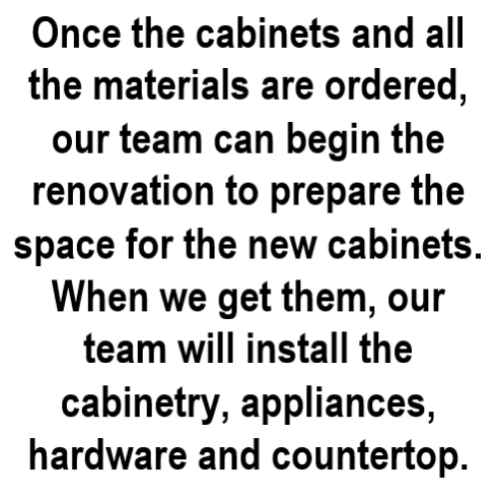 Once the cabinets and all
the materials are ordered,
our team can begin the
renovation to prepare the
space for the new cabinets.
When we get them, our
team will install the
cabinetry, appliances,
hardware and countertop.